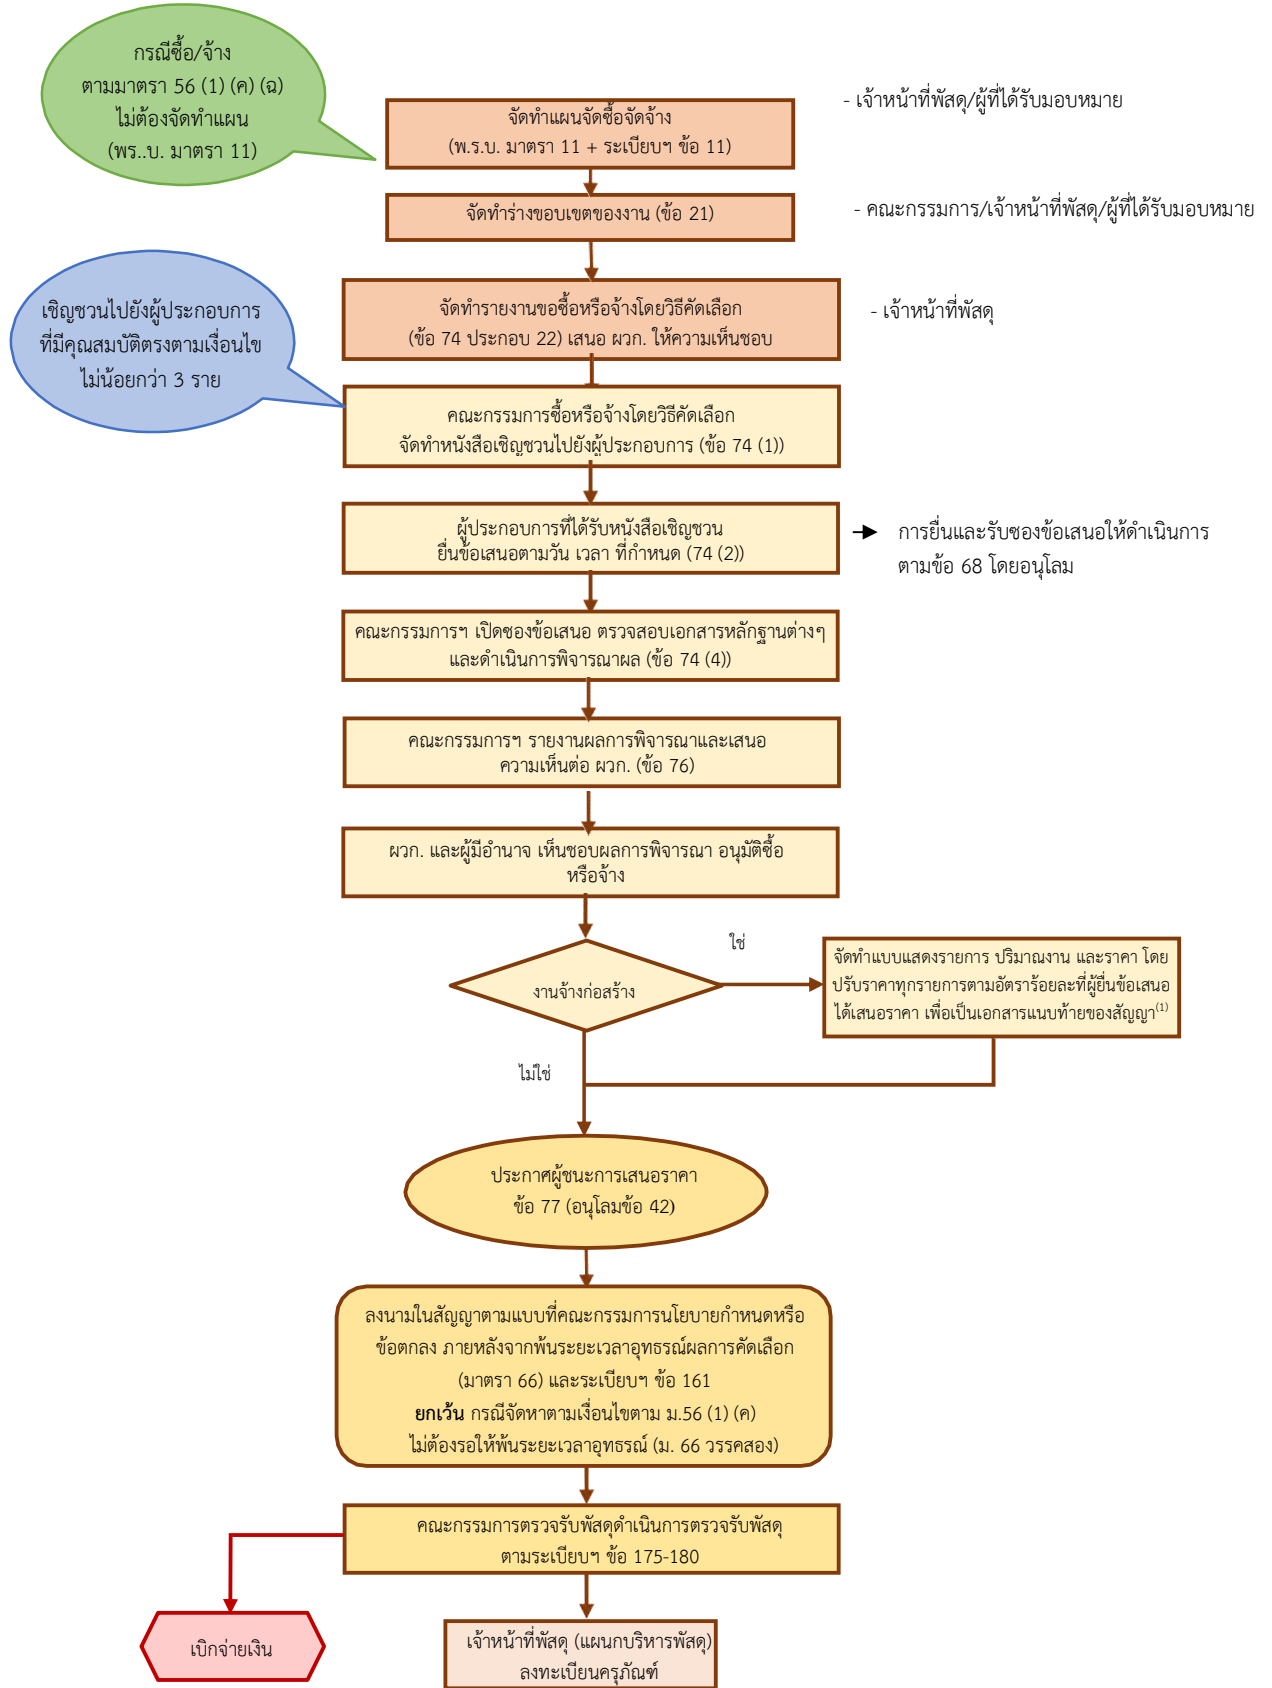 กรณีซื้อ/จ้าง
ตามมาตรา 56 (1) (ค) (ฉ)
ไม่ต้องจัดทำแผน
(พร..บ. มาตรา 11)
จัดทำแผนจัดซื้อจัดจ้าง
(พ.ร.บ. มาตรา 11 + ระเบียบฯ ข้อ 11)
- เจ้าหน้าที่พัสดุ/ผู้ที่ได้รับมอบหมาย
จัดทำร่างขอบเขตของงาน (ข้อ 21)
- คณะกรรมการ/เจ้าหน้าที่พัสดุ/ผู้ที่ได้รับมอบหมาย
เชิญชวนไปยังผู้ประกอบการ
ที่มีคุณสมบัติตรงตามเงื่อนไข
ไม่น้อยกว่า 3 ราย
จัดทำรายงานขอซื้อหรือจ้างโดยวิธีคัดเลือก
(ข้อ 74 ประกอบ 22) เสนอ ผวก. ให้ความเห็นชอบ
- เจ้าหน้าที่พัสดุ
คณะกรรมการซื้อหรือจ้างโดยวิธีคัดเลือก
จัดทำหนังสือเชิญชวนไปยังผู้ประกอบการ (ข้อ 74 (1))
ผู้ประกอบการที่ได้รับหนังสือเชิญชวน
ยื่นข้อเสนอตามวัน เวลา ที่กำหนด (74 (2))
การยื่นและรับซองข้อเสนอให้ดำเนินการ
ตามข้อ 68 โดยอนุโลม
คณะกรรมการฯ เปิดซองข้อเสนอ ตรวจสอบเอกสารหลักฐานต่างๆ
และดำเนินการพิจารณาผล (ข้อ 74 (4))
คณะกรรมการฯ รายงานผลการพิจารณาและเสนอ
ความเห็นต่อ ผวก. (ข้อ 76)
ผวก. และผู้มีอำนาจ เห็นชอบผลการพิจารณา อนุมัติซื้อ
หรือจ้าง
งานจ้างก่อสร้าง
ใช่
จัดทำแบบแสดงรายการ ปริมาณงาน และราคา โดย
ปรับราคาทุกรายการตามอัตราร้อยละที่ผู้ยื่นข้อเสนอ
ได้เสนอราคา เพื่อเป็นเอกสารแนบท้ายของสัญญา(1)
ไม่ใช่
ประกาศผู้ชนะการเสนอราคา
ข้อ 77 (อนุโลมข้อ 42)
ลงนามในสัญญาตามแบบที่คณะกรรมการนโยบายกำหนดหรือ
ข้อตกลง ภายหลังจากพ้นระยะเวลาอุทธรณ์ผลการคัดเลือก
(มาตรา 66) และระเบียบฯ ข้อ 161
ยกเว้น กรณีจัดหาตามเงื่อนไขตาม ม.56 (1) (ค)
ไม่ต้องรอให้พ้นระยะเวลาอุทธรณ์ (ม. 66 วรรคสอง)
คณะกรรมการตรวจรับพัสดุดำเนินการตรวจรับพัสดุ
ตามระเบียบฯ ข้อ 175-180
เบิกจ่ายเงิน
เจ้าหน้าที่พัสดุ (แผนกบริหารพัสดุ)
ลงทะเบียนครุภัณฑ์